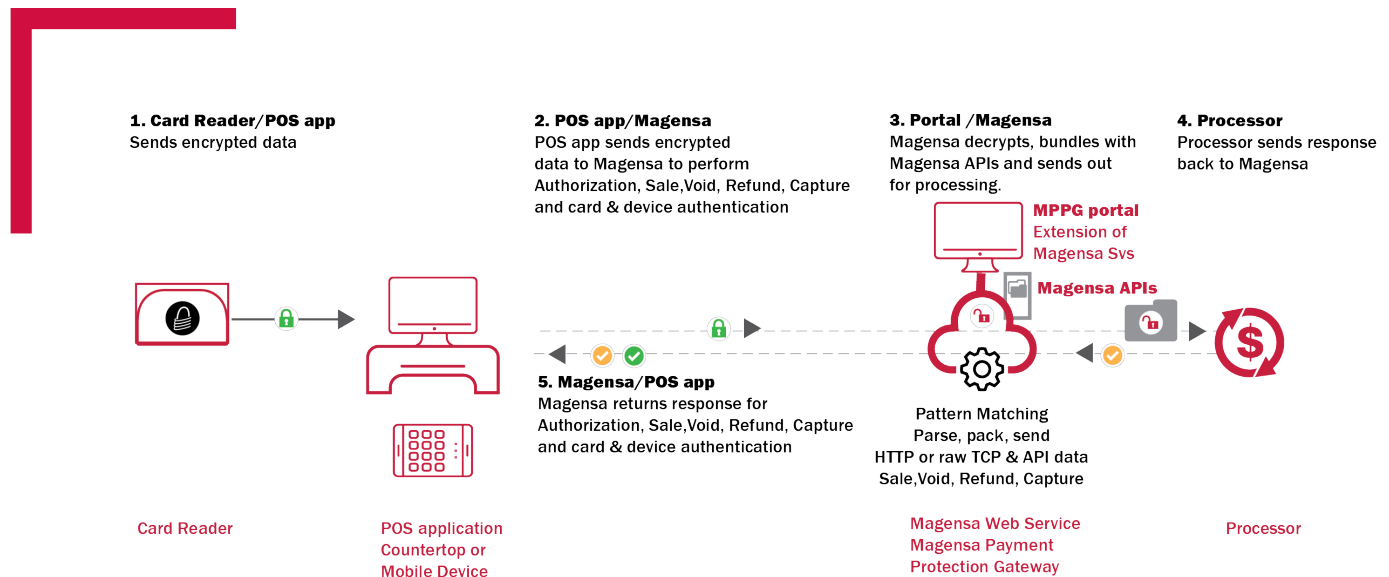 1. Card Reader/POS app
Sends encrypted data
2. POS app/Magensa
POS app sends encrypted
data to Magensa to perform
Authorization, Sale,Void, Refund, Capture
and card & device authentication
3. Portal /Magensa
Magensa decrypts, bundles with
Magensa APIs and sends out
for processing.
4. Processor
Processor sends response
back to Magensa
MPPG portal
Extension of
Magensa Svs
Magensa APIs
$
5. Magensa/POS app
Magensa returns response for
Authorization, Sale,Void, Refund, Capture
and card & device authentication
Pattern Matching
Parse, pack, send
HTTP or raw TCP & API data
Sale,Void, Refund, Capture
Card Reader
POS application
Countertop or
Mobile Device
Magensa Web Service
Magensa Payment
Protection Gateway
Processor